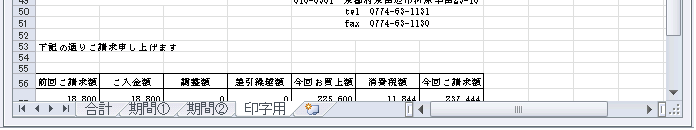 49
50 tel 0774-63-1131
51 fax 0774-63-1130
52
53 下記の通りご請求申し上げます
54
55
56 前回ご請求額 ご入金額 調整額 差引繰越額 今回お買上額 消費税額 今回ご請求額
18,800 18,800 0 0 225,600 11,844 237,444
合計 期間① 期間② 印字用